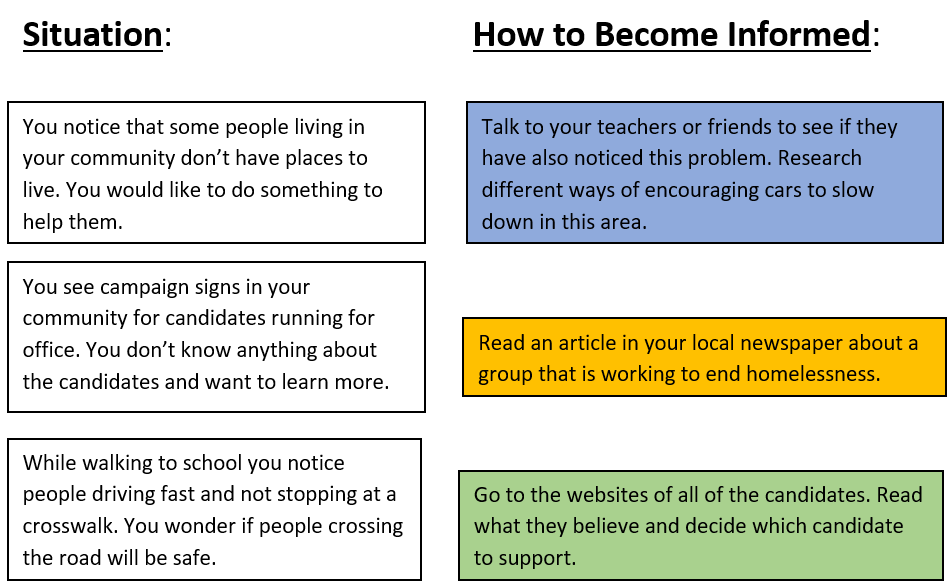 Situation:
You notice that some people living in
your community don’t have places to
live. You would like to do something to
help them.
You see campaign signs in your
community for candidates running for
office. You don’t know anything about
the candidates and want to learn more.
While walking to school you notice
people driving fast and not stopping at a
crosswalk. You wonder if people crossing
the road will be safe.
How to Become Informed:
Talk to your teachers or friends to see if they
have also noticed this problem. Research
different ways of encouraging cars to slow
down in this area.
Read an article in your local newspaper about a
group that is working to end homelessness.
Go to the websites of all of the candidates. Read
what they believe and decide which candidate
to support.